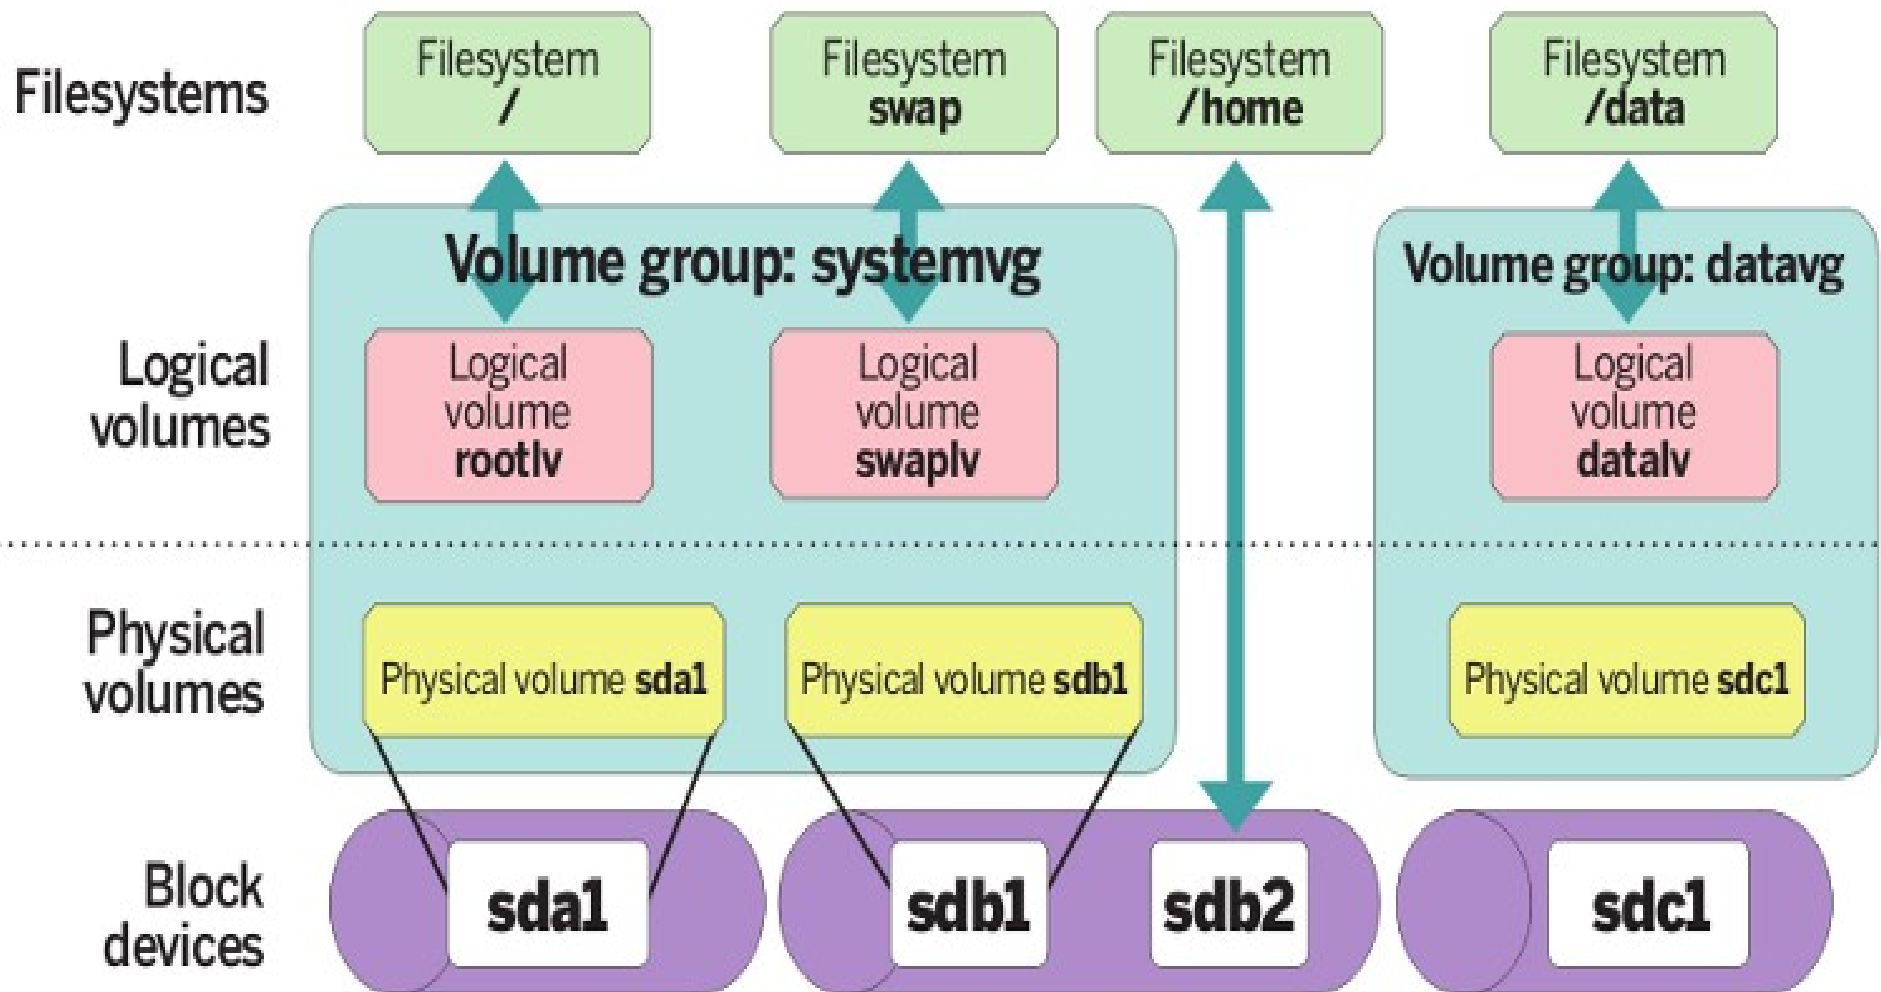 Filesystems
Filesystem
/
Filesystem
swap
Filesystem
/home
Filesystem
/data
Volume group: systemvg
Volume group: datavg
Logical
volumes
Logical
volume
rootlv
Logical
volume
swaplv
Logical
volume
datalv
Physical
volumes
Physical volume sda1
Physical volume sdb1
Physical volume sdc1
Block
devices
sda1
sdb1
sdb2
sdc1